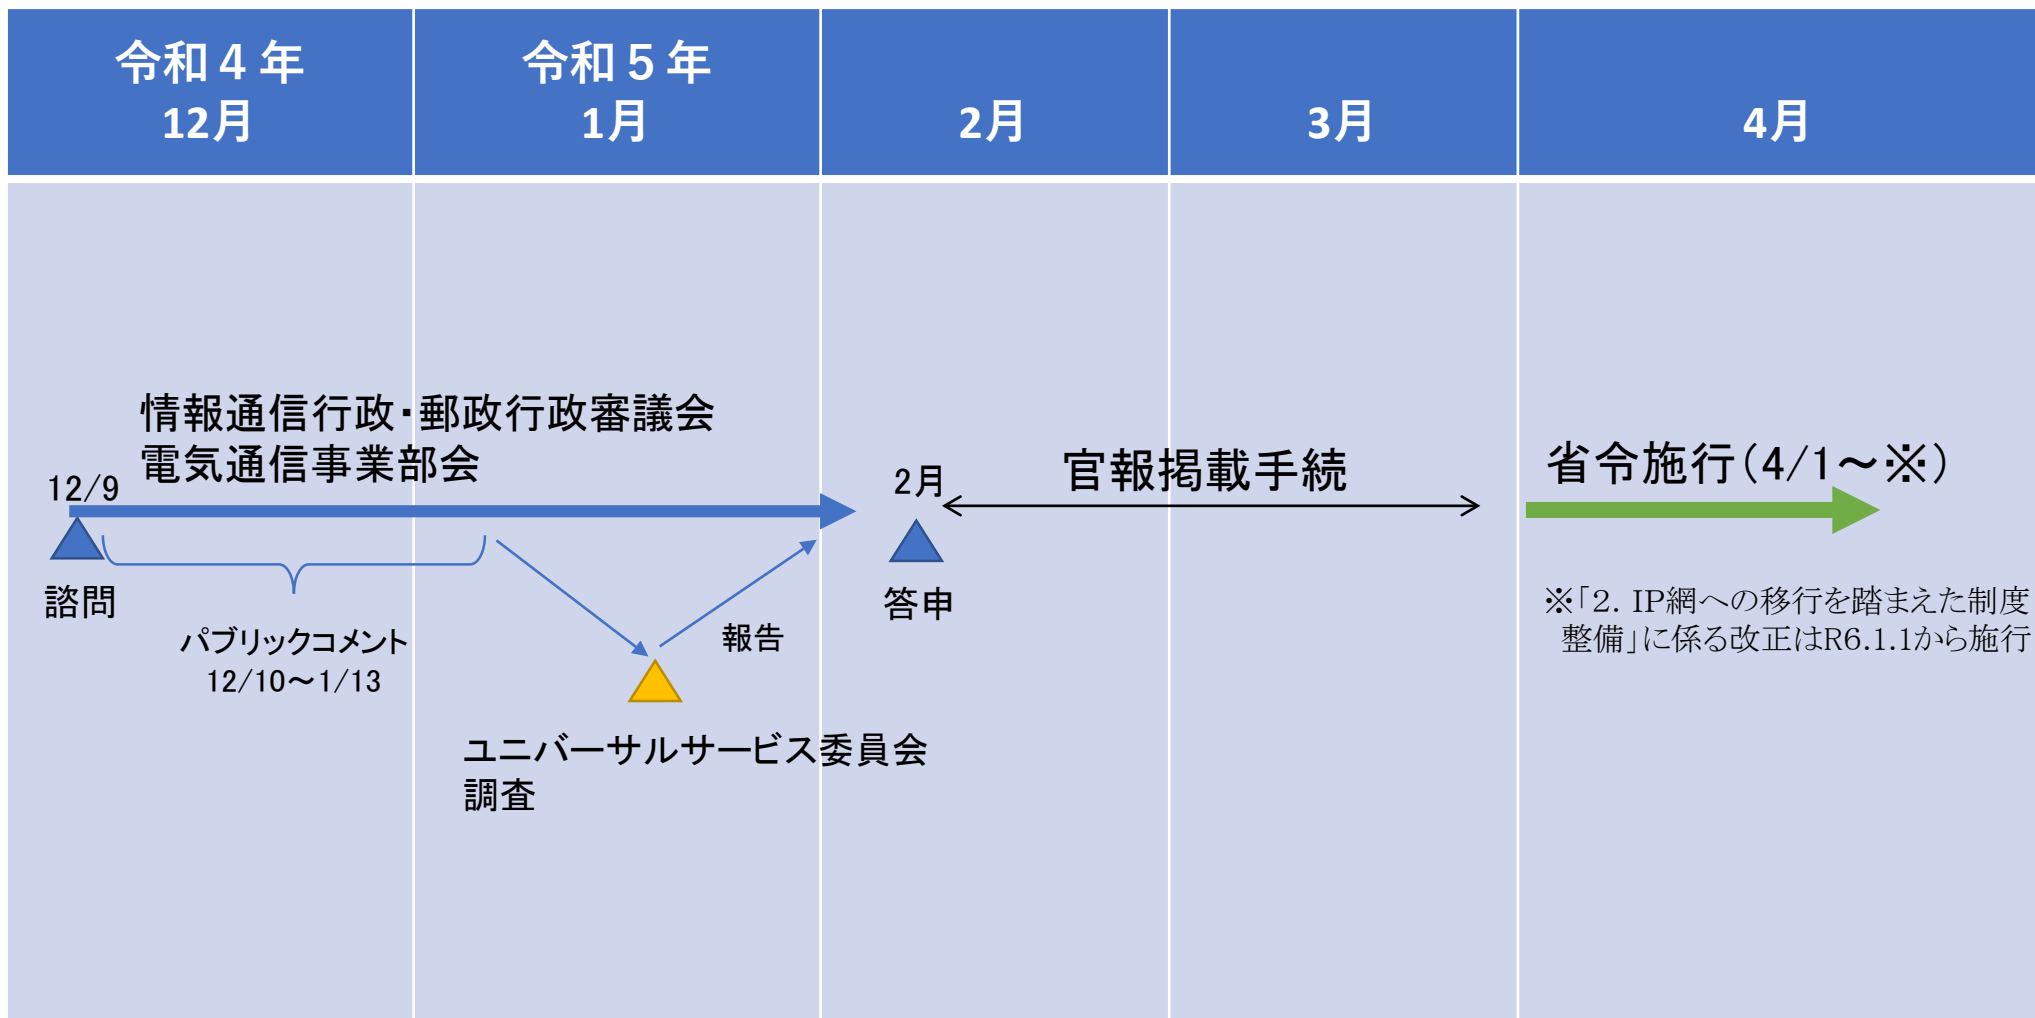 令和４年
12月
令和５年
1月
2月
3月
4月
情報通信行政・郵政行政審議会
電気通信事業部会
12/9
諮問
パブリックコメント
12/10～1/13
ユニバーサルサービス委員会
調査
報告
2月
答申
官報掲載手続
省令施行（4/1～※）
※「２．IP網への移行を踏まえた制度
整備」に係る改正はR6.1.1から施行